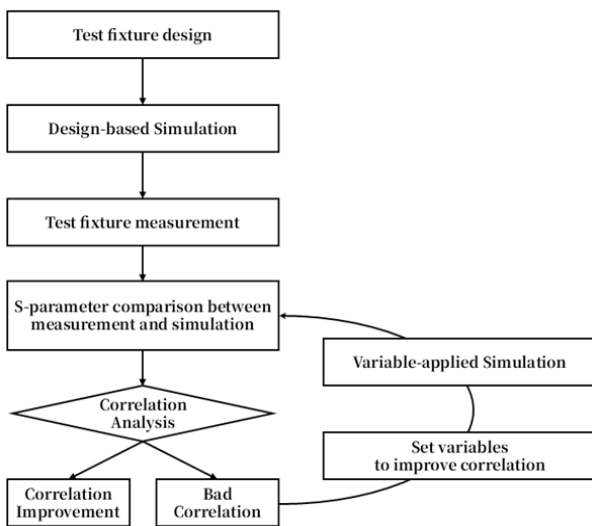 Test fixture design
Design-based Simulation
Test fixture measurement
S-parameter comparison between
measurement and simulation
Variable-applied Simulation
Correlation
Analysis
Set variables
to improve correlation
Correlation
Improvement
Bad
Correlation